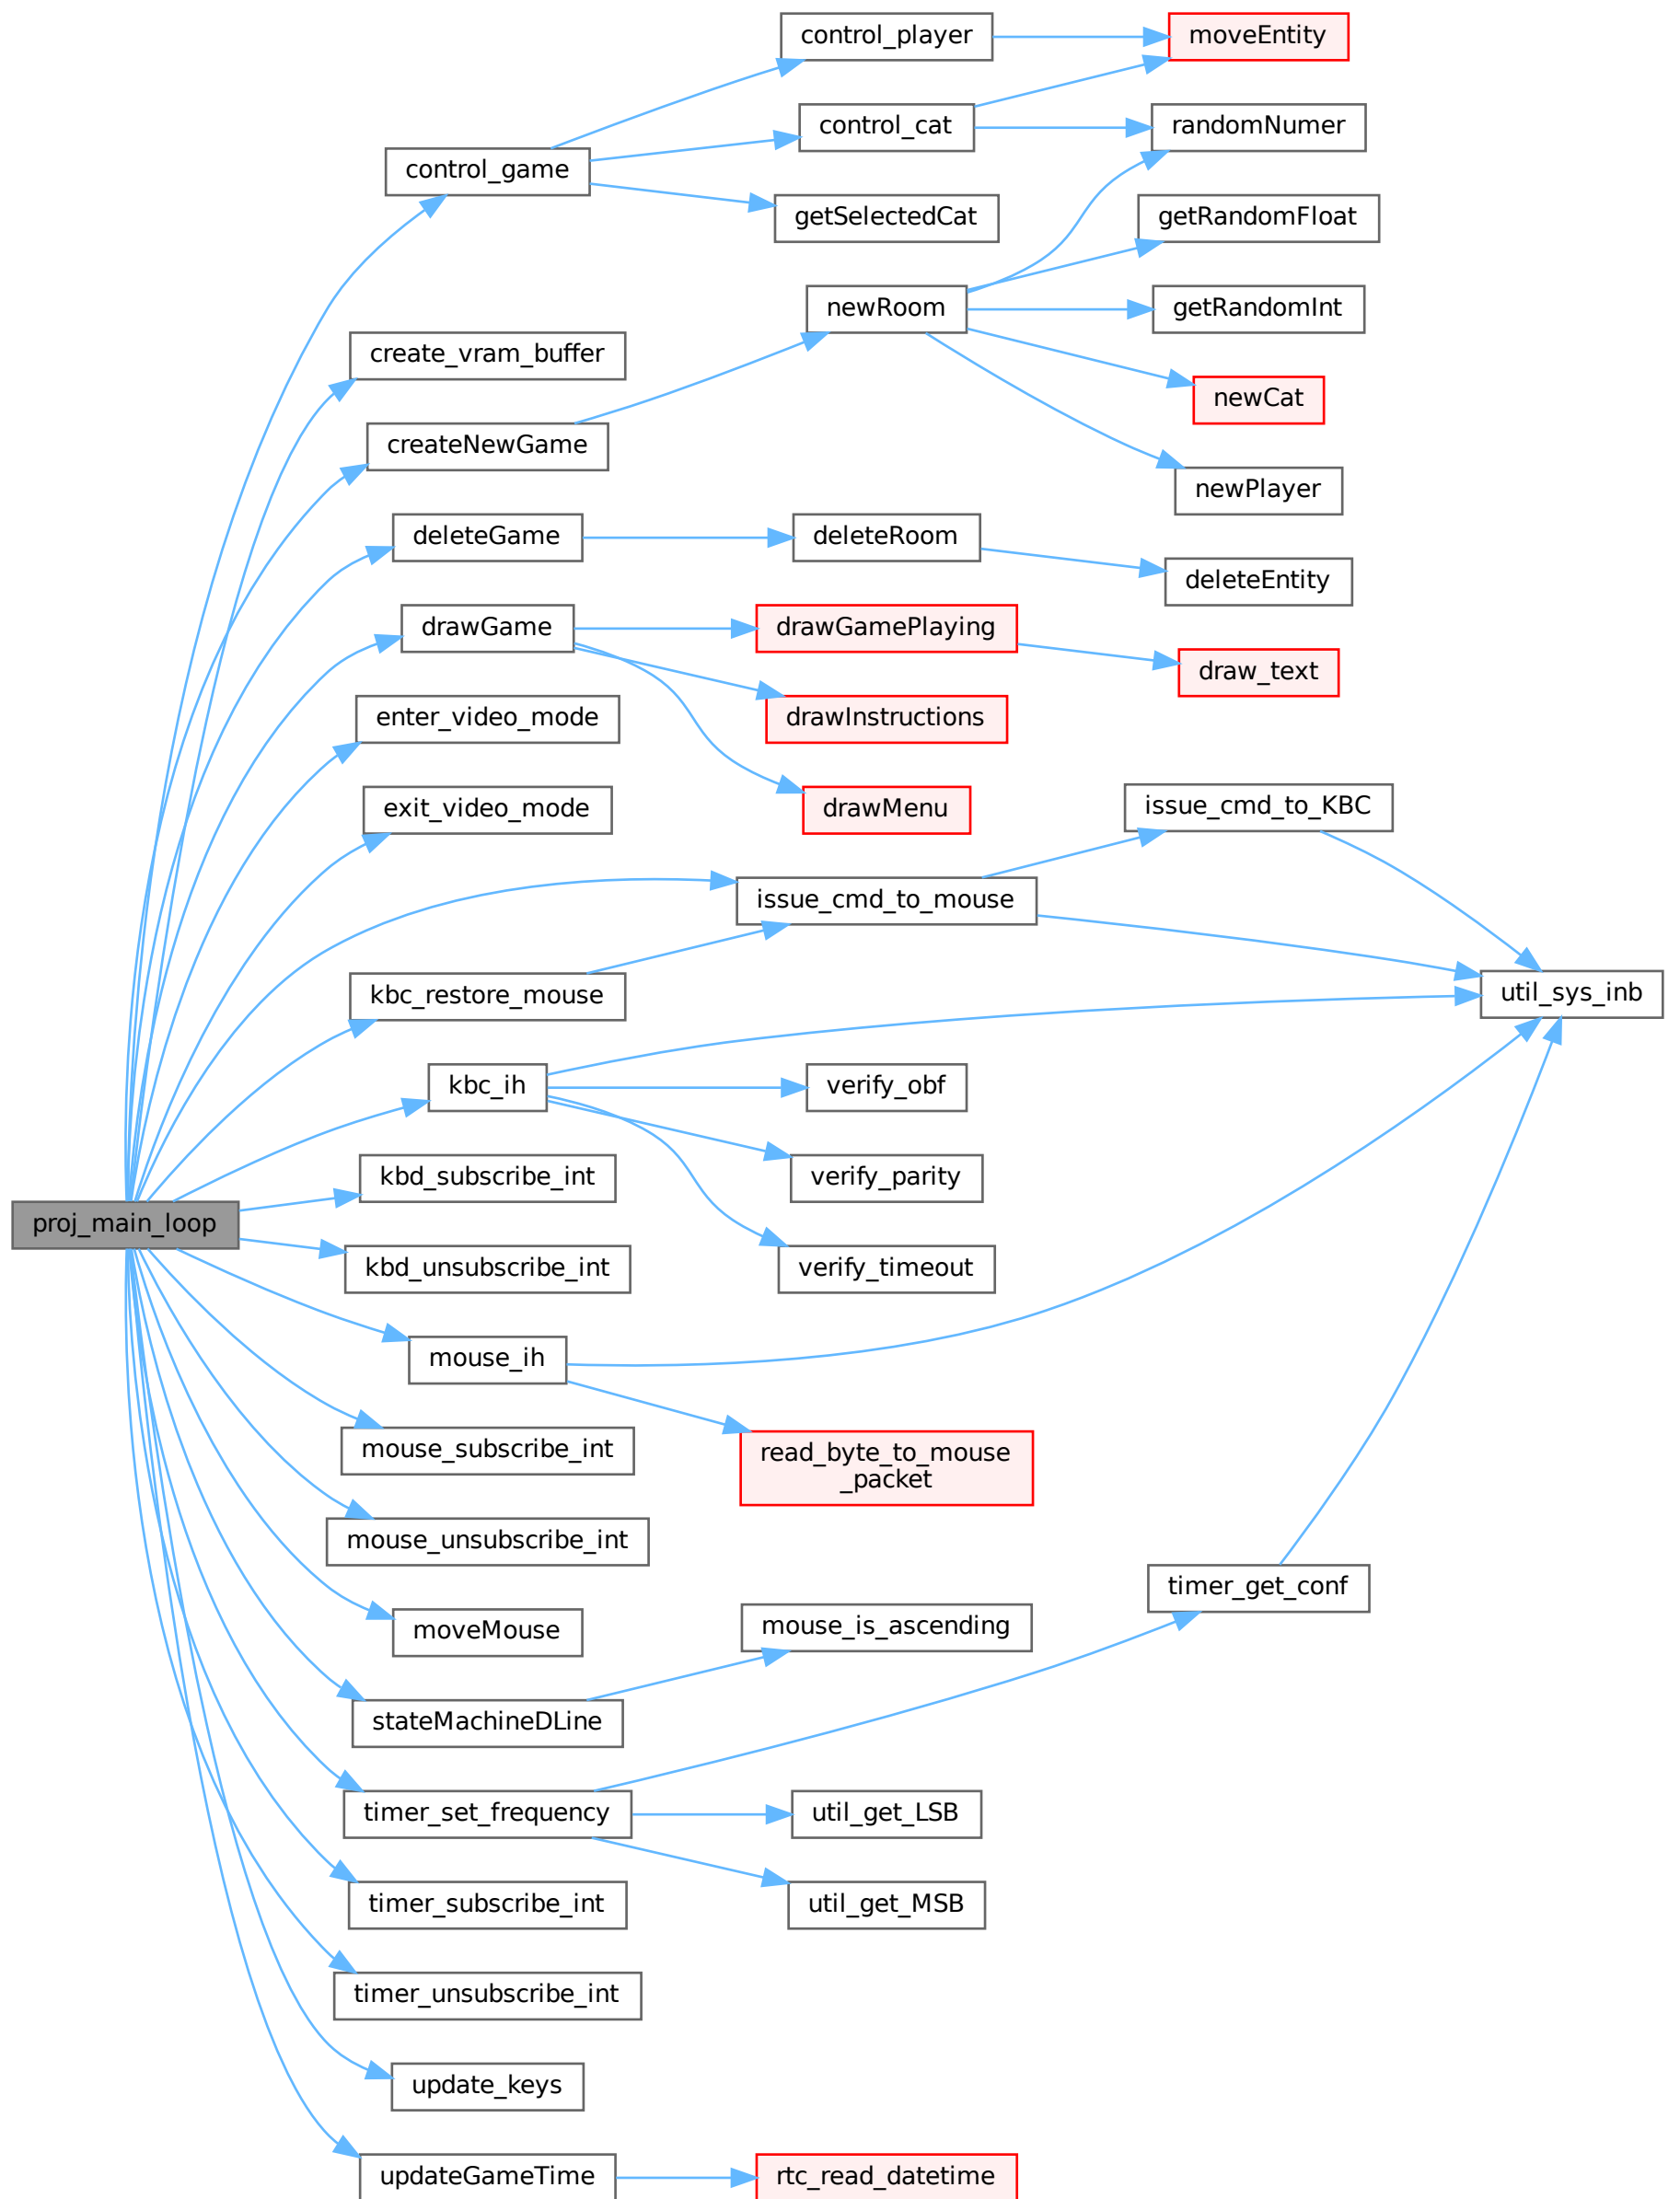 control_player
moveEntity
control_cat
randomNumer
control_game
getSelectedCat
getRandomFloat
newRoom
getRandomInt
create_vram_buffer
newCat
createNewGame
newPlayer
deleteGame
deleteRoom
deleteEntity
drawGame
drawGamePlaying
draw_text
enter_video_mode
drawInstructions
exit_video_mode
drawMenu
issue_cmd_to_KBC
issue_cmd_to_mouse
kbc_restore_mouse
util_sys_inb
kbc_ih
verify_obf
kbd_subscribe_int
verify_parity
proj_main_loop
kbd_unsubscribe_int
verify_timeout
mouse_ih
mouse_subscribe_int
read_byte_to_mouse
_packet
mouse_unsubscribe_int
timer_get_conf
moveMouse
mouse_is_ascending
stateMachineDLine
timer_set_frequency
util_get_LSB
timer_subscribe_int
util_get_MSB
timer_unsubscribe_int
update_keys
updateGameTime
rtc_read_datetime